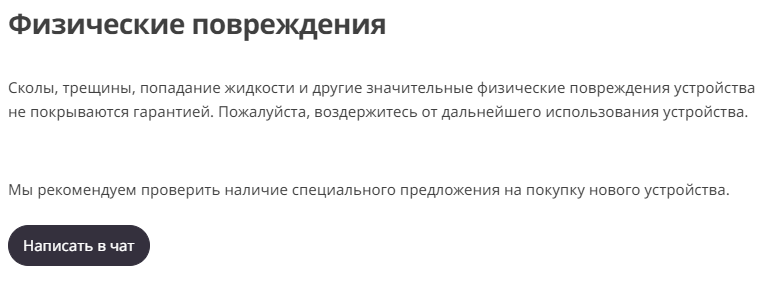 Физические повреждения
Сколы, трещины, попадание жидкости и другие значительные физические повреждения устройства
не покрываются гарантией. Пожалуйста, воздержитесь от дальнейшего использования устройства.
Мы рекомендуем проверить наличие специального предложения на покупку нового устройства.
Написать в чат